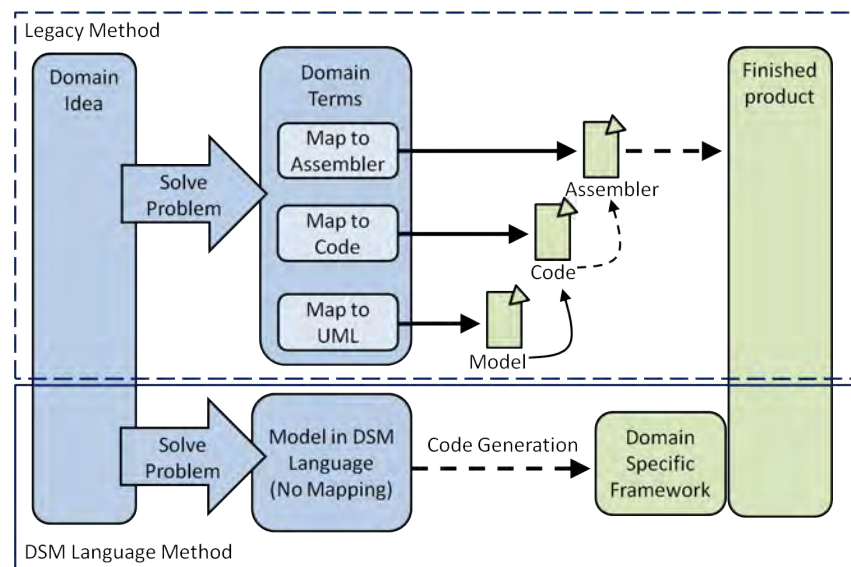 Legacy Method
Domain
Idea
Solve
Problem
Domain
Terms
Map to
Assembler
Map to
Code
Map to
UML
Assembler
Code
Model
Finished
product
Solve
Problem
Model in DSM
Language
(No Mapping)
Code Generation
Domain
Specific
Framework
DSM Language Method